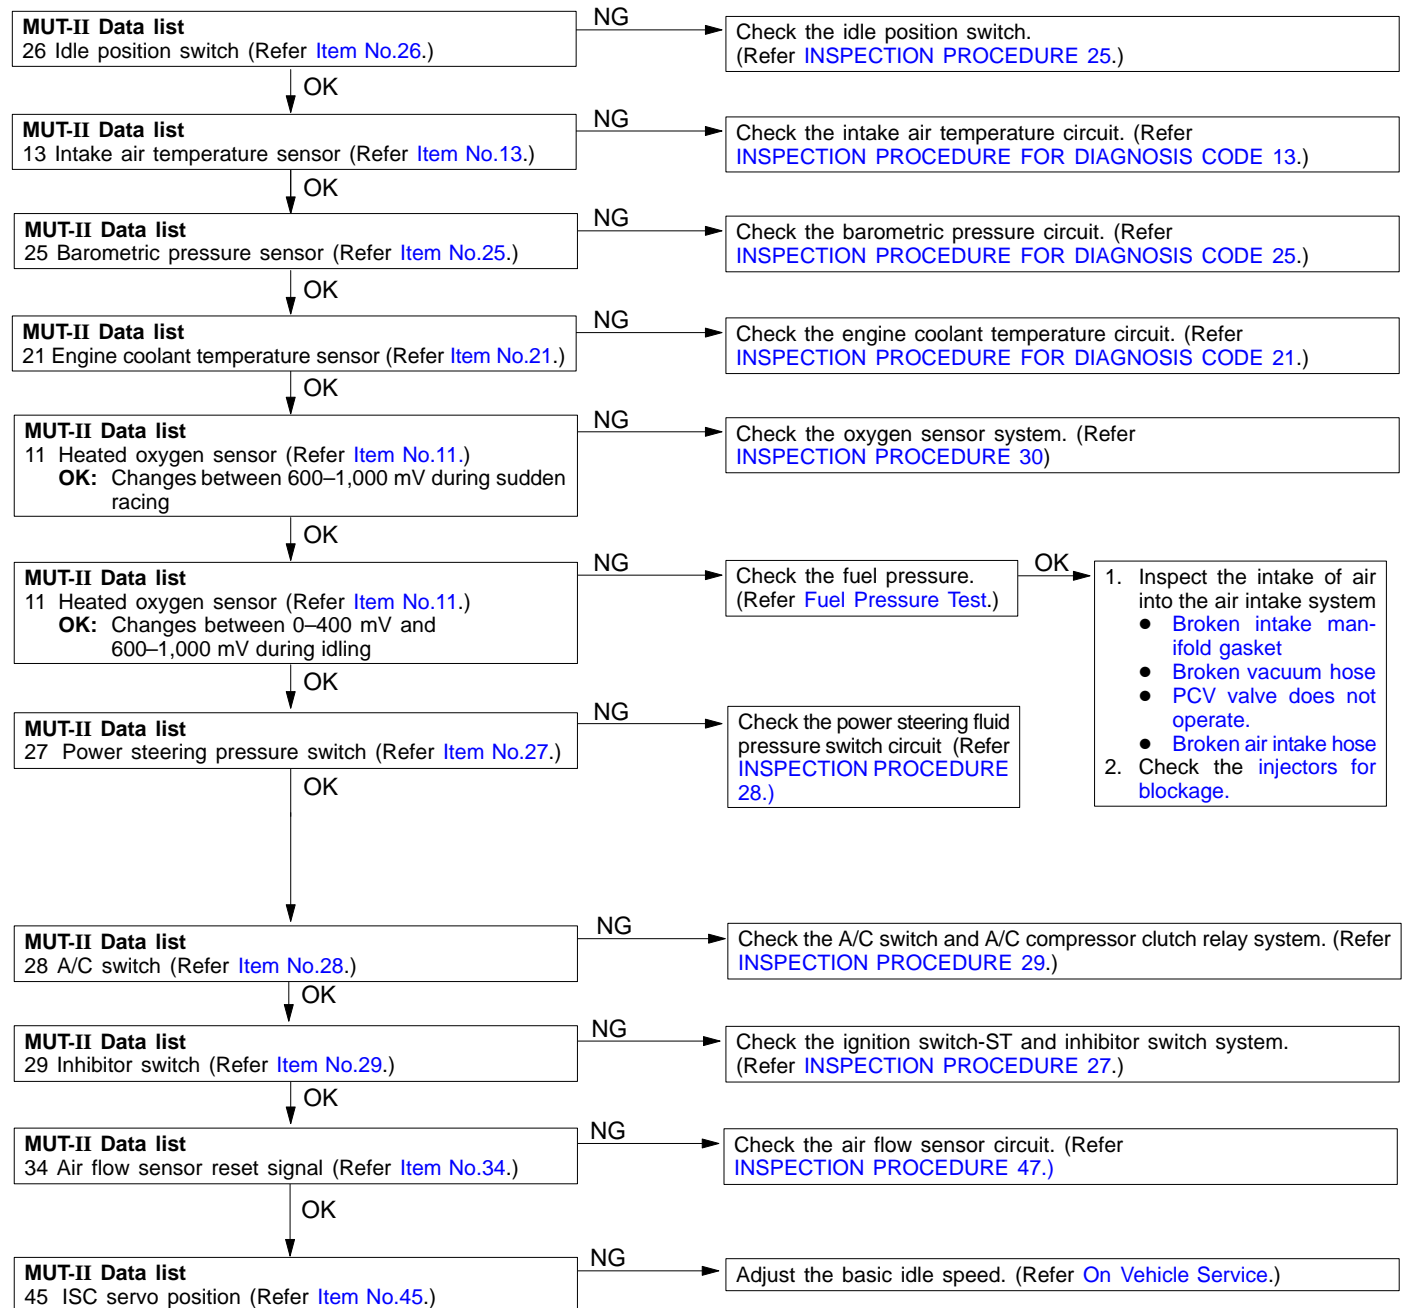 MUT-II Data list
26 Idle position switch (Refer Item No.26.)
NG
Check the idle position switch.
(Refer INSPECTION PROCEDURE 25.)
OK
MUT-II Data list
13 Intake air temperature sensor (Refer Item No.13.)
NG
Check the intake air temperature circuit. (Refer
INSPECTION PROCEDURE FOR DIAGNOSIS CODE 13.)
OK
MUT-II Data list
25 Barometric pressure sensor (Refer Item No.25.)
NG
Check the barometric pressure circuit. (Refer
INSPECTION PROCEDURE FOR DIAGNOSIS CODE 25.)
OK
MUT-II Data list
21 Engine coolant temperature sensor (Refer Item No.21.)
NG
Check the engine coolant temperature circuit. (Refer
INSPECTION PROCEDURE FOR DIAGNOSIS CODE 21.)
OK
MUT-II Data list
11 Heated oxygen sensor (Refer Item No.11.)
OK: Changes between 600–1,000 mV during sudden
racing
NG
Check the oxygen sensor system. (Refer
INSPECTION PROCEDURE 30)
OK
MUT-II Data list
11 Heated oxygen sensor (Refer Item No.11.)
OK: Changes between 0–400 mV and
600–1,000 mV during idling
NG
Check the fuel pressure.
(Refer Fuel Pressure Test.)
OK
1. Inspect the intake of air
into the air intake system
● Broken intake man-
ifold gasket
● Broken vacuum hose
● PCV valve does not
operate.
● Broken air intake hose
2. Check the injectors for
blockage.
OK
MUT-II Data list
27 Power steering pressure switch (Refer Item No.27.)
NG
Check the power steering fluid
pressure switch circuit (Refer
INSPECTION PROCEDURE
28.)
OK
MUT-II Data list
28 A/C switch (Refer Item No.28.)
NG
Check the A/C switch and A/C compressor clutch relay system. (Refer
INSPECTION PROCEDURE 29.)
OK
MUT-II Data list
29 Inhibitor switch (Refer Item No.29.)
NG
Check the ignition switch-ST and inhibitor switch system.
(Refer INSPECTION PROCEDURE 27.)
OK
MUT-II Data list
34 Air flow sensor reset signal (Refer Item No.34.)
NG
Check the air flow sensor circuit. (Refer
INSPECTION PROCEDURE 47.)
OK
MUT-II Data list
45 ISC servo position (Refer Item No.45.)
NG
Adjust the basic idle speed. (Refer On Vehicle Service.)